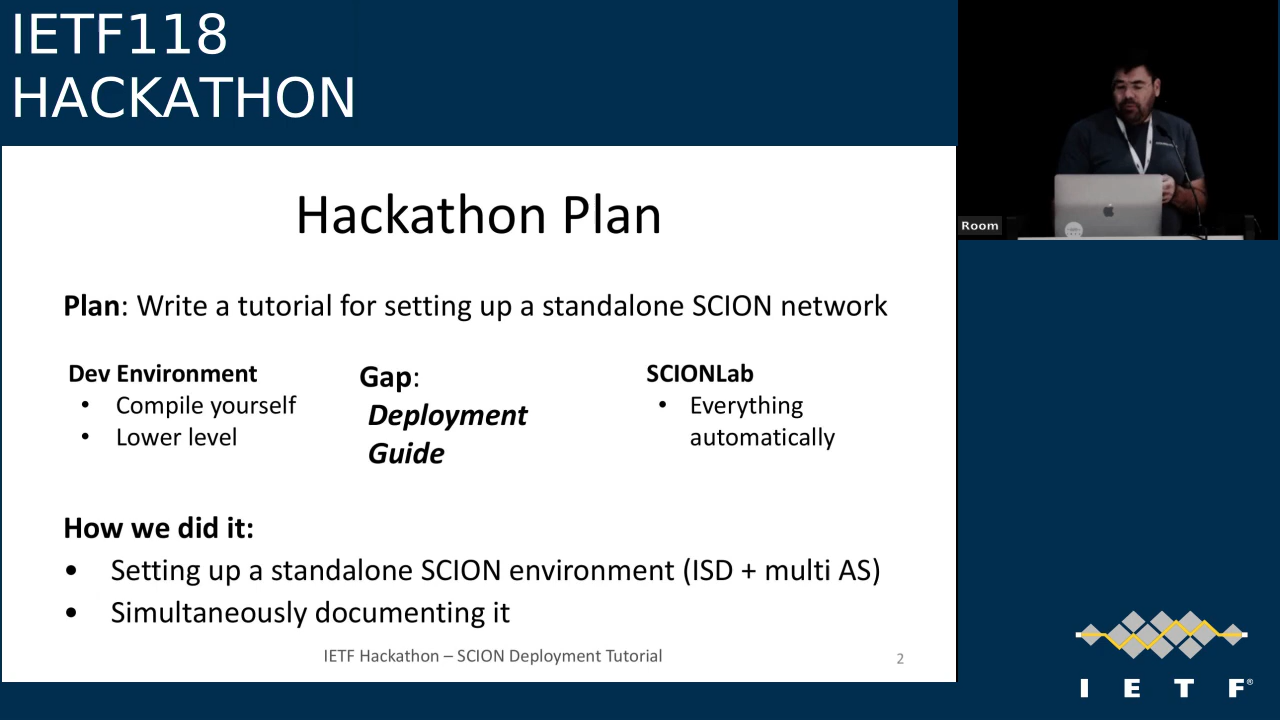 IETF118
HACKATHON
Room
Hackathon Plan
Plan: Write a tutorial for setting up a standalone SCION network
Dev Environment
• Compile yourself
• Lower level
Gap:
Deployment
Guide
SCIONLab
• Everything
automatically
How we did it:
• Setting up a standalone SCION environment (ISD + multi AS)
• Simultaneously documenting it
IETF Hackathon – SCION Deployment Tutorial
2
I E T F®